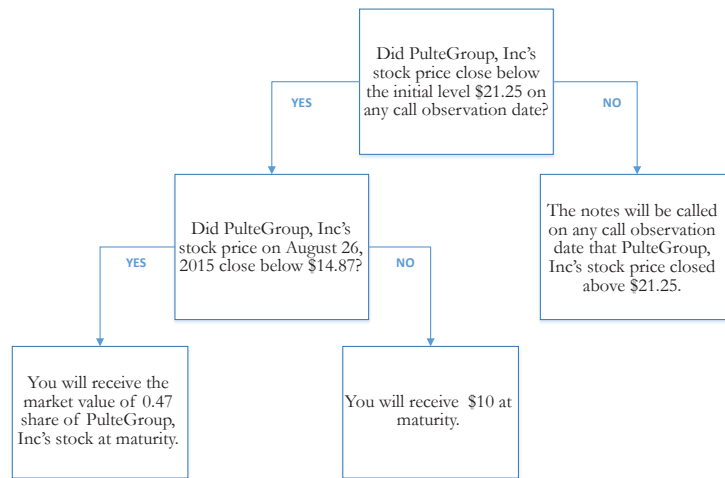 Did PulteGroup, Inc's
stock price close below
the initial level $21.25 on
any call observation date?
YES
NO
Did PulteGroup, Inc's
stock price on August 26,
2015 close below $14.87?
The notes will be called
on any call observation
date that PulteGroup,
Inc's stock price closed
above $21.25.
YES
NO
You will receive the
market value of 0.47
share of PulteGroup,
Inc's stock at maturity.
You will receive $10 at
maturity.